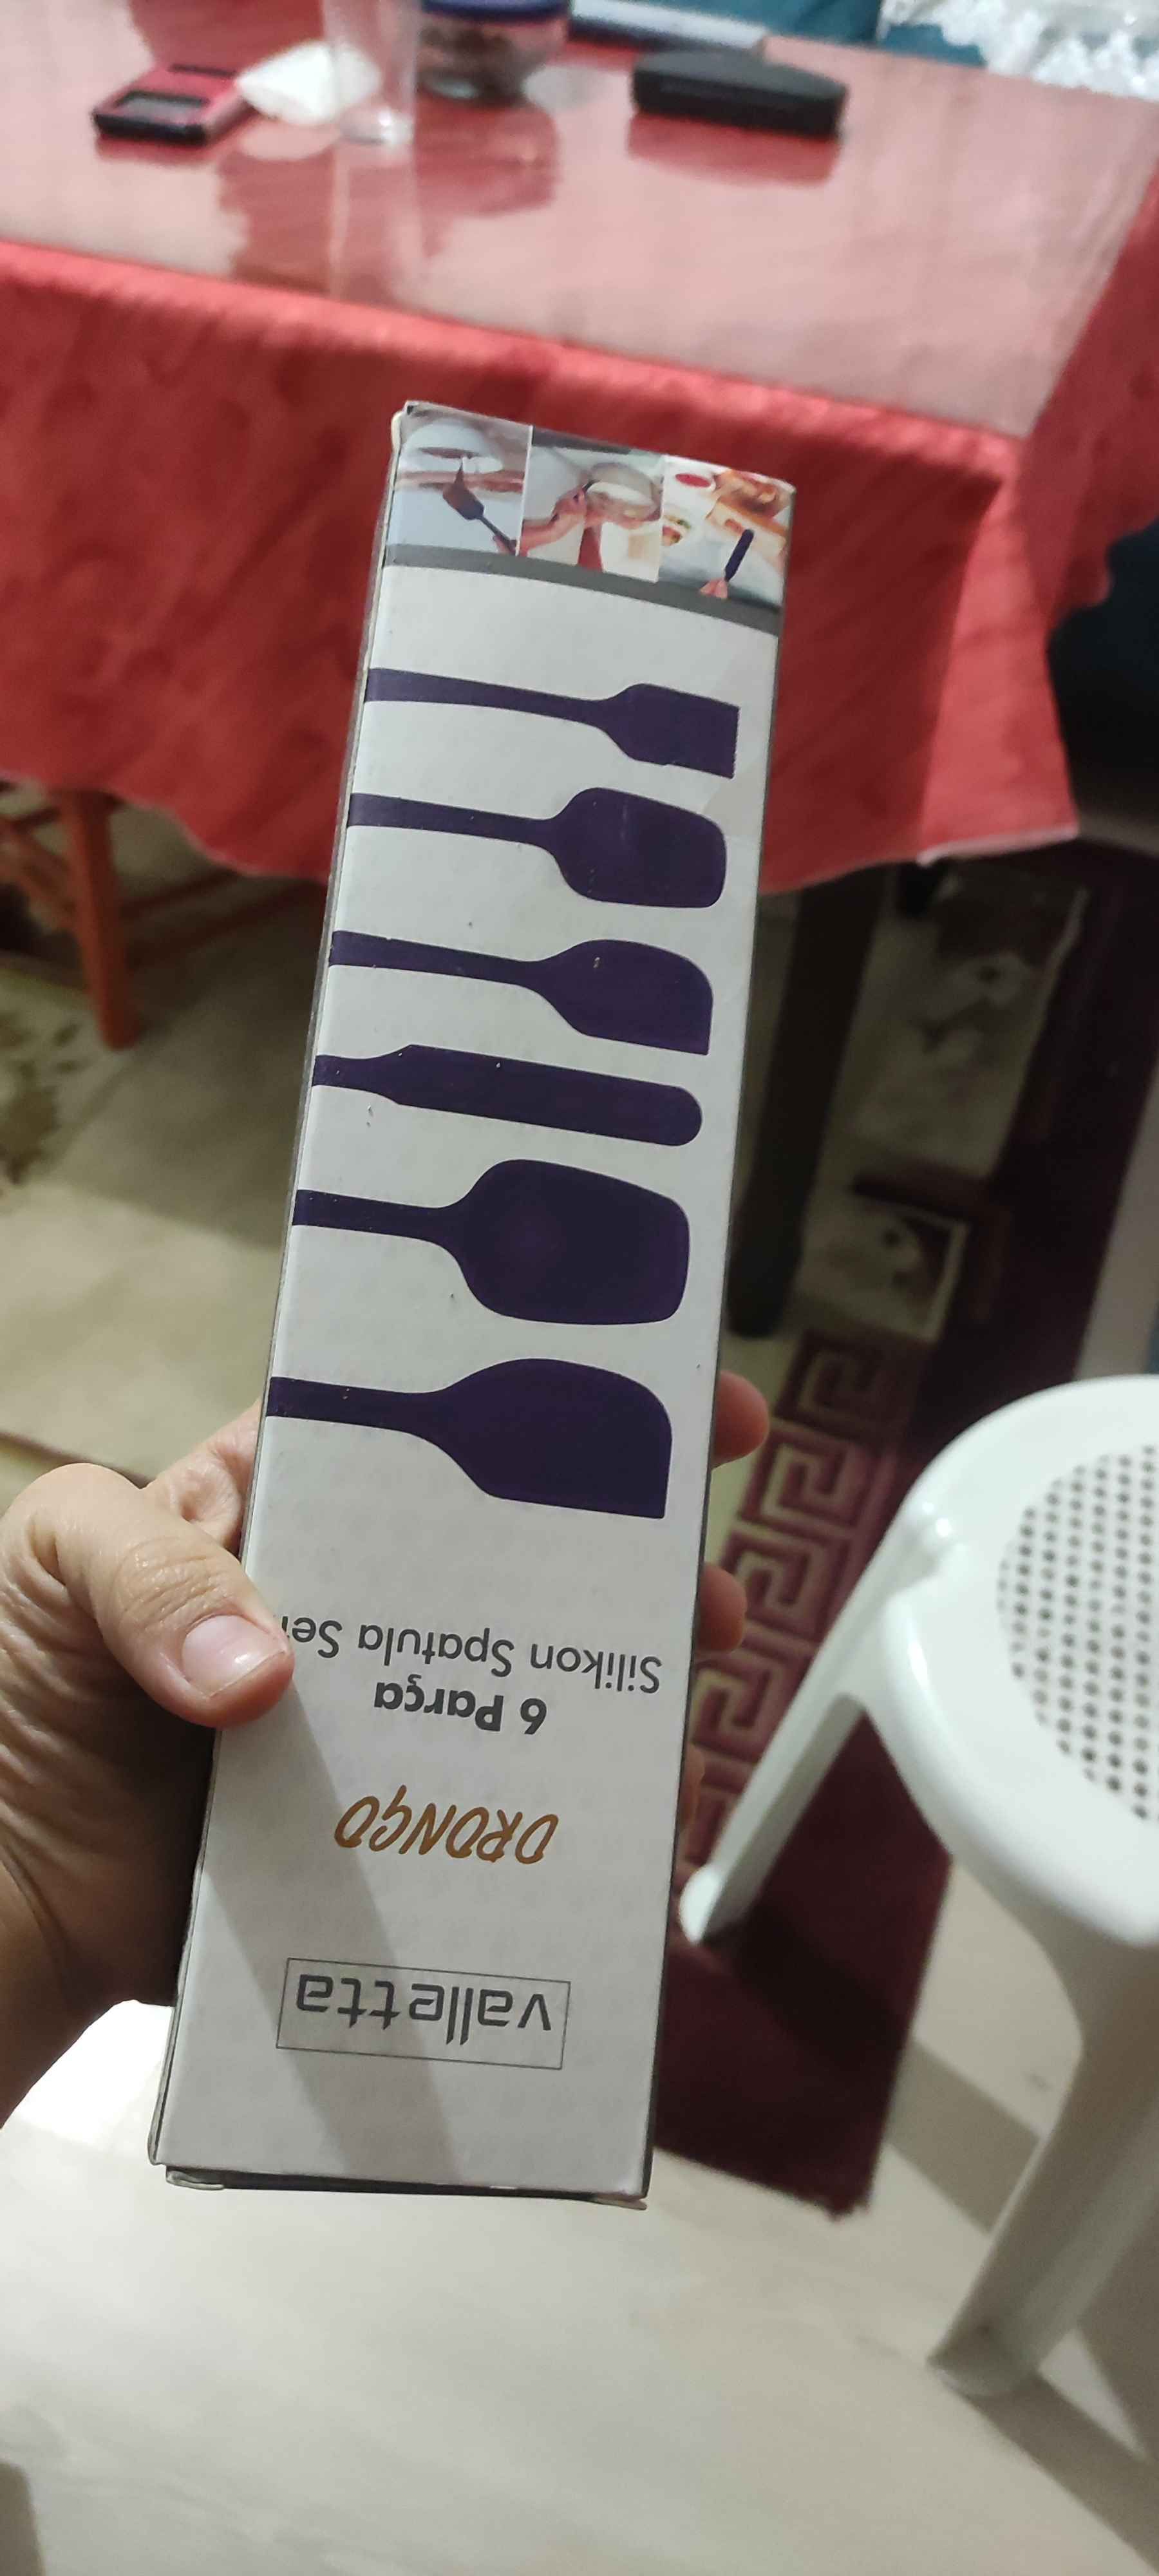 valletta
DRONGO
6 Parça
Silikon Spatula Set